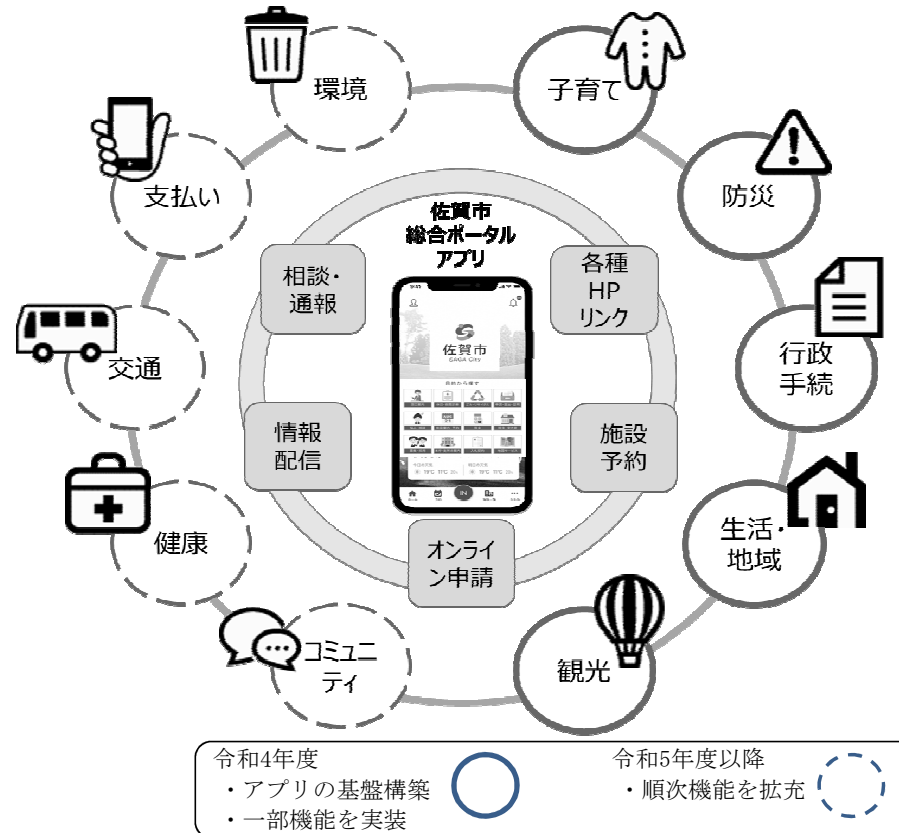 環境
子育て
支払い
防災
佐賀市
総合ポータル
アプリ
相談・
通報
各種
HP
リンク
佐賀市
SAGA City
交通
行政
手続
情報
配信
施設
予約
健康
生活・
地域
オンライ
ン申請
コミュニ
ティ
観光
令和4年度
・アプリの基盤構築
・一部機能を実装
令和5年度以降
・順次機能を拡充